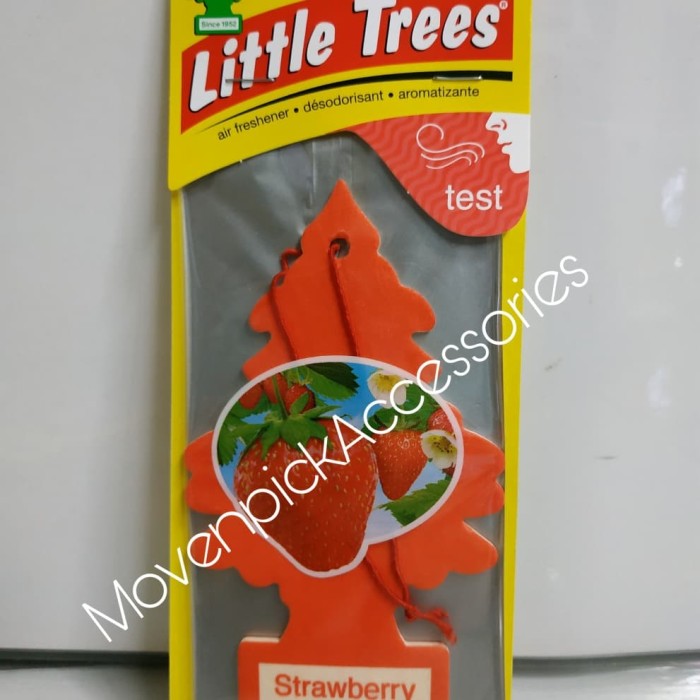 Since 1952
Little Trees®
air freshener • désodorisant • aromatizante
test
MovenpickAccessories
Strawberry